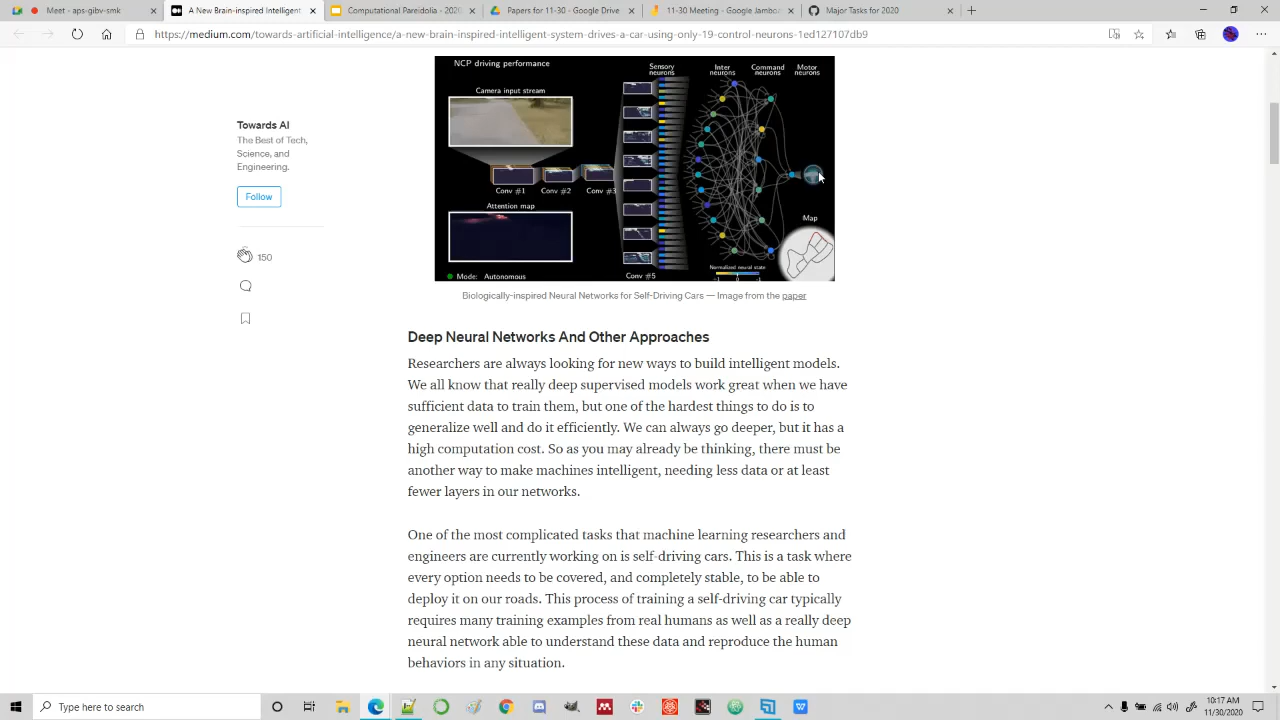 Meet - aps-dpvs-dmk
A New Brain-Inspired Intelligent
Computational Periodicals - 2020
Papers for 11-30 - Google Drive
11-30 Meeting - Google Jamboar
Major Tasks for 2020
https://medium.com/towards-artificial-intelligence/a-new-brain-inspired-intelligent-system-drives-a-car-using-only-19-control-neurons-1ed127107db9
NCP driving performance
Camera input stream
Sensory neurons
Inter neurons
Command neurons
Motor neurons
Conv #1
Conv #2
Conv #3
Attention map
Map
Mode: Autonomous
Conv #5
Normalized neural state
-1 0 1
Biologically-inspired Neural Networks for Self-Driving Cars — Image from the paper
Towards AI
The Best of Tech,
Science, and
Engineering.
Follow
150
Deep Neural Networks And Other Approaches
Researchers are always looking for new ways to build intelligent models.
We all know that really deep supervised models work great when we have
sufficient data to train them, but one of the hardest things to do is to
generalize well and do it efficiently. We can always go deeper, but it has a
high computation cost. So as you may already be thinking, there must be
another way to make machines intelligent, needing less data or at least
fewer layers in our networks.
One of the most complicated tasks that machine learning researchers and
engineers are currently working on is self-driving cars. This is a task where
every option needs to be covered, and completely stable, to be able to
deploy it on our roads. This process of training a self-driving car typically
requires many training examples from real humans as well as a really deep
neural network able to understand these data and reproduce the human
behaviors in any situation.
Type here to search
10:17 AM
11/30/2020